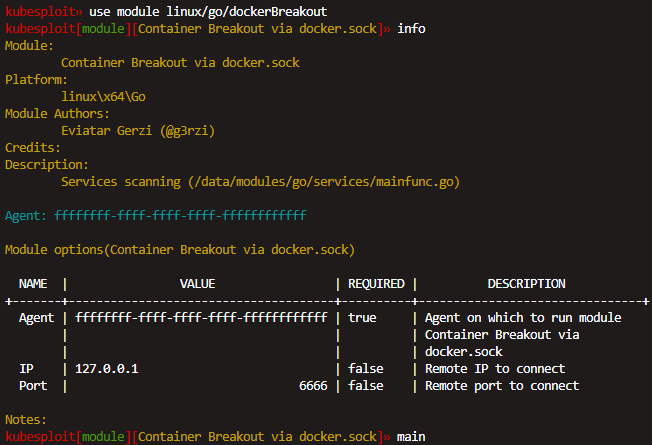 kubesploit» use module linux/go/dockerBreakout
kubesploit[module][Container Breakout via docker.sock]» info
Module:
        Container Breakout via docker.sock
Platform:
        linux\x64\Go
Module Authors:
        Eviatar Gerzi (@g3rzi)
Credits:
Description:
        Services scanning (/data/modules/go/services/mainfunc.go)

Agent: ffffffff-ffff-ffff-ffff-ffffffffffff

Module options(Container Breakout via docker.sock)

  NAME  |                VALUE                 | REQUIRED |          DESCRIPTION
+-------+--------------------------------------+----------+--------------------------------+
  Agent | ffffffff-ffff-ffff-ffff-ffffffffffff | true     | Agent on which to run module
        |                                      |          | Container Breakout via
        |                                      |          | docker.sock
  IP    | 127.0.0.1                            | false    | Remote IP to connect
  Port  |                                 6666 | false    | Remote port to connect

Notes:
kubesploit[module][Container Breakout via docker.sock]» main